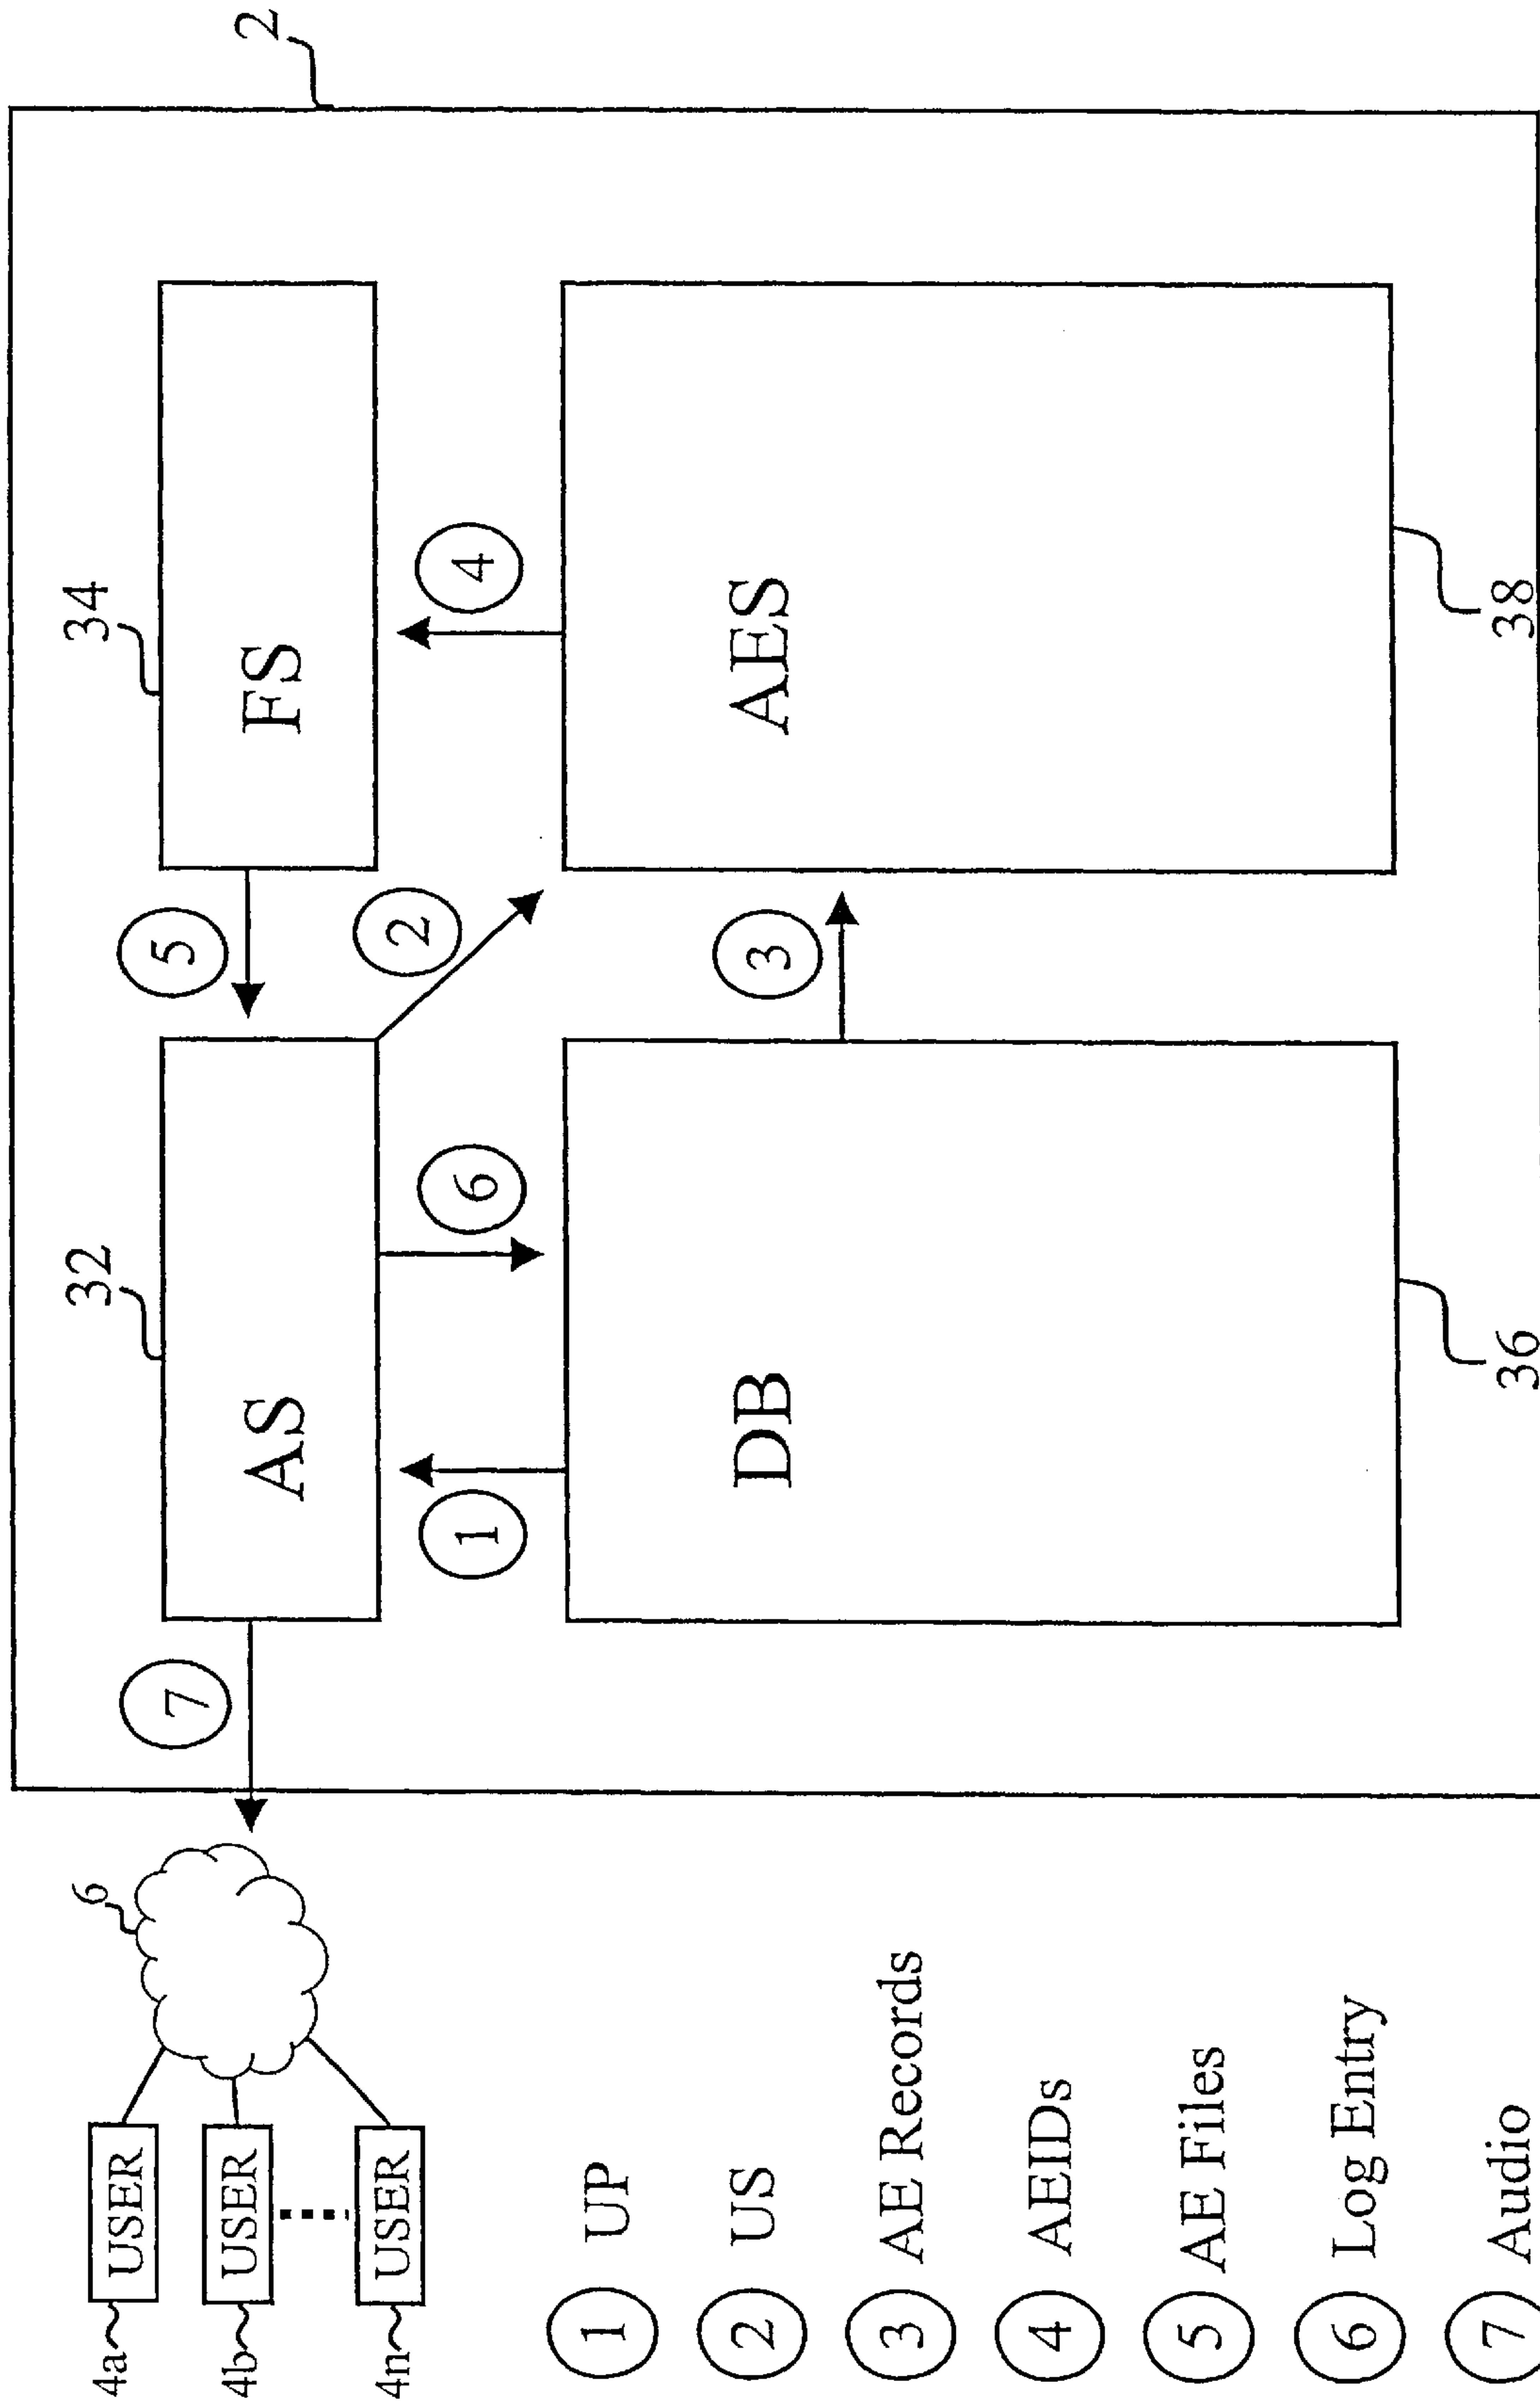 2
32
34
AS
FS
7
5
1
6
2
4
DB
3
AES
36
38
6
4a
USER
4b
USER
4n
USER
1 UP
2 US
3 AE Records
4 AEIDs
5 AE Files
6 Log Entry
7 Audio